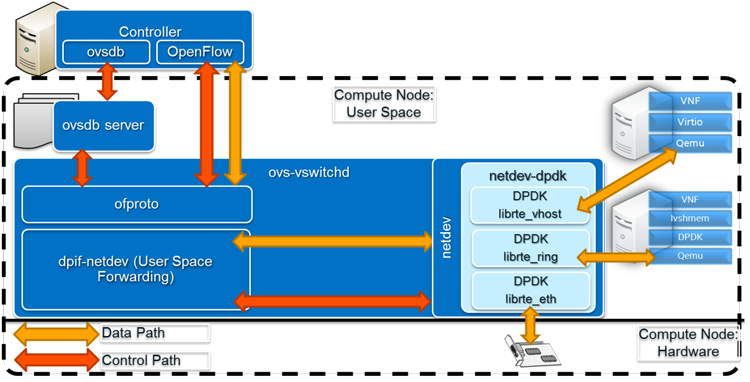 Controller
ovsdb
OpenFlow
Compute Node:
User Space
ovsdb server
VNF
Virtio
Qemu
ovs-vswitchd
netdev-dpdk
ofproto
DPDK
librte_vhost
VNF
Ivshmem
DPDK
Qemu
netdev
dpif-netdev (User Space
Forwarding)
DPDK
librte_ring
DPDK
librte_eth
Data Path
Control Path
Compute Node:
Hardware